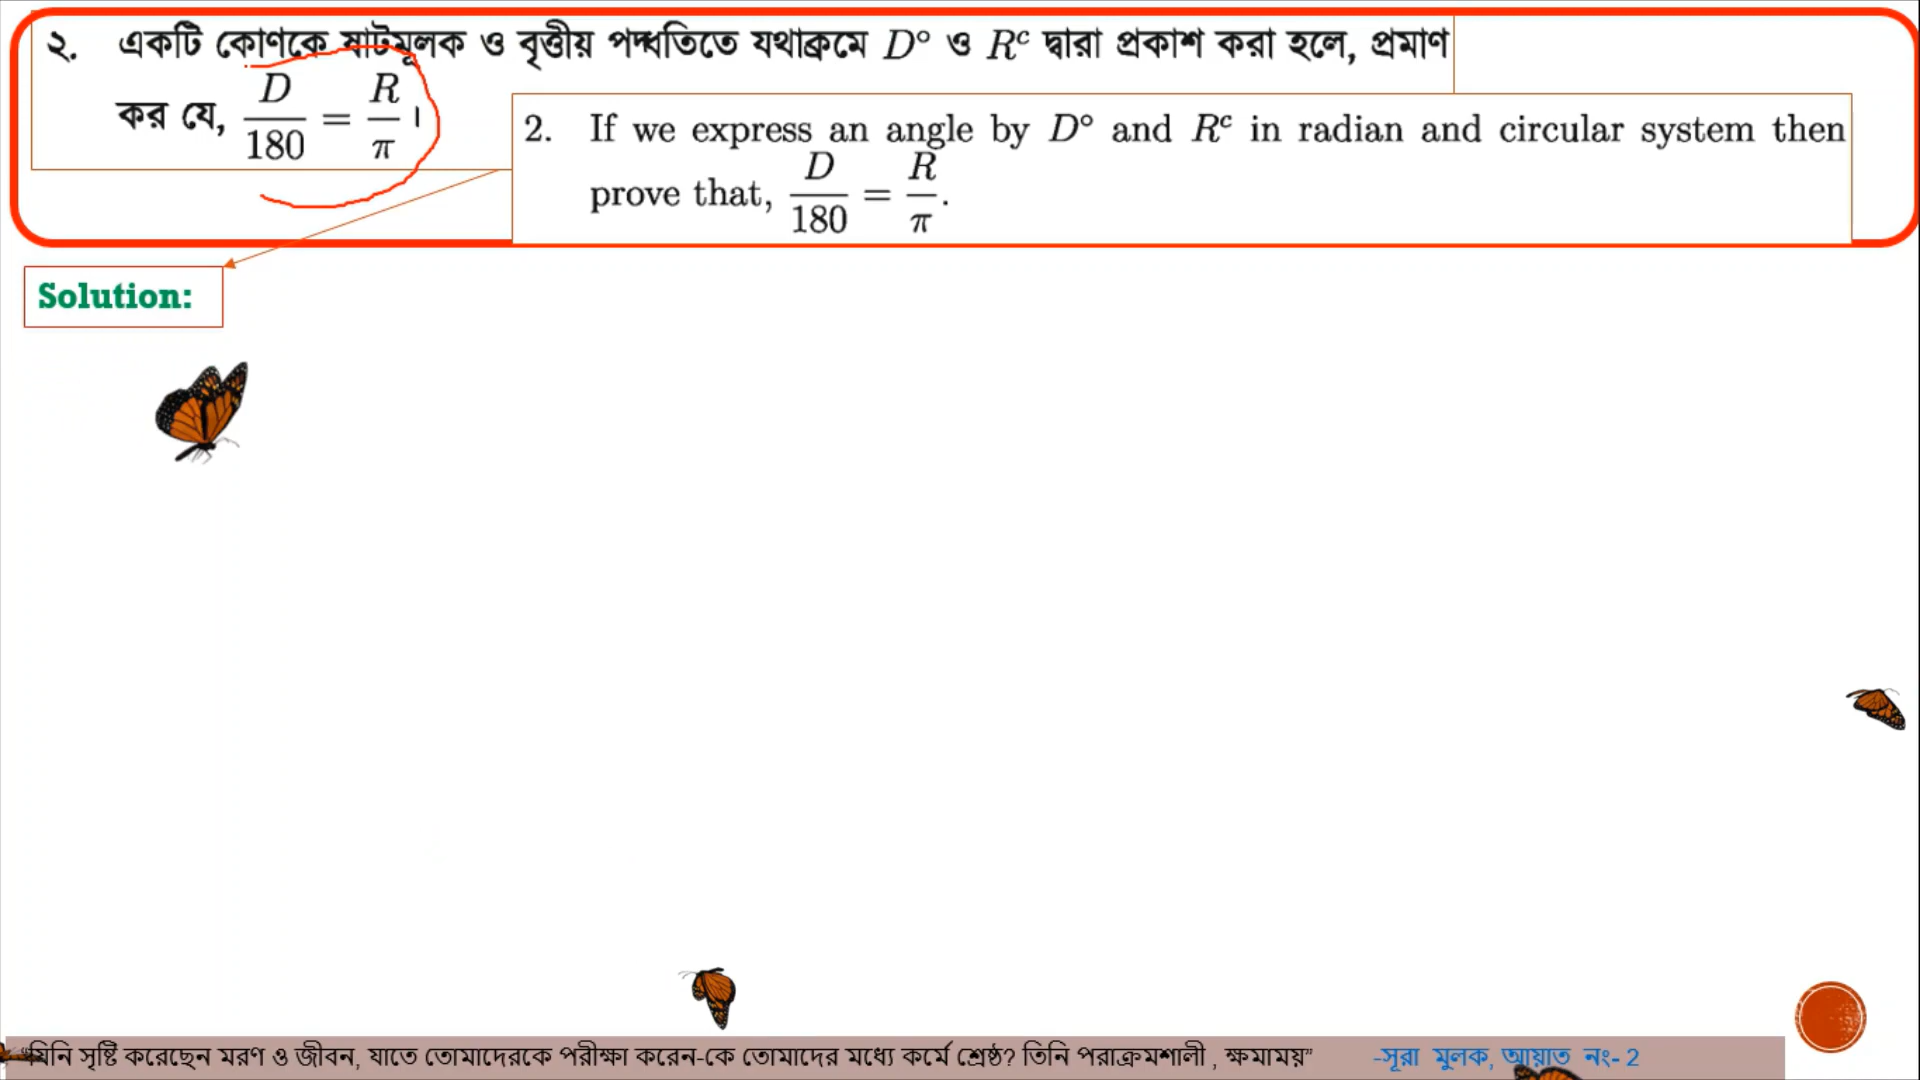 ২. একটি কোণকে ষাটমূলক ও বৃত্তীয় পদ্ধতিতে যথাক্রমে D° ও Rᶜ দ্বারা প্রকাশ করা হলে, প্রমাণ
কর যে, D/180 = R/π ।
2. If we express an angle by D° and Rᶜ in radian and circular system then
prove that, D/180 = R/π.
Solution:
“যিনি সৃষ্টি করেছেন মরণ ও জীবন, যাতে তোমাদেরকে পরীক্ষা করেন-কে তোমাদের মধ্যে কর্মে শ্রেষ্ঠ? তিনি পরাক্রমশালী , ক্ষমাময়” -সূরা মুলক, আয়াত নং- 2